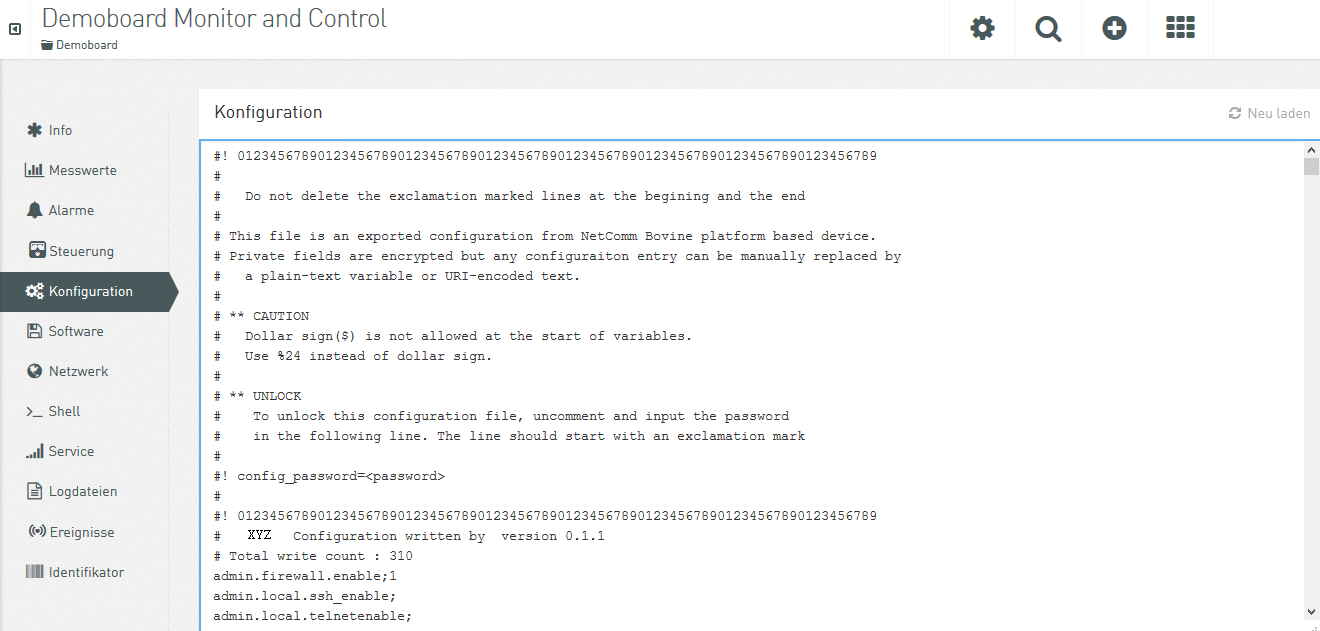 Demoboard Monitor and Control
Demoboard
Info
Messwerte
Alarme
Steuerung
Konfiguration
Software
Netzwerk
Shell
Service
Logdateien
Ereignisse
Identifikator
Konfiguration
Neu laden
#! 01234567890123456789012345678901234567890123456789012345678901234567890123456789
#
#   Do not delete the exclamation marked lines at the begining and the end
#
# This file is an exported configuration from NetComm Bovine platform based device.
# Private fields are encrypted but any configuraiton entry can be manually replaced by
#   a plain-text variable or URI-encoded text.
#
# ** CAUTION
#   Dollar sign($) is not allowed at the start of variables.
#   Use %24 instead of dollar sign.
#
# ** UNLOCK
#    To unlock this configuration file, uncomment and input the password
#    in the following line. The line should start with an exclamation mark
#
#! config_password=<password>
#
#! 01234567890123456789012345678901234567890123456789012345678901234567890123456789
#   XYZ   Configuration written by  version 0.1.1
# Total write count : 310
admin.firewall.enable;1
admin.local.ssh_enable;
admin.local.telnetenable;